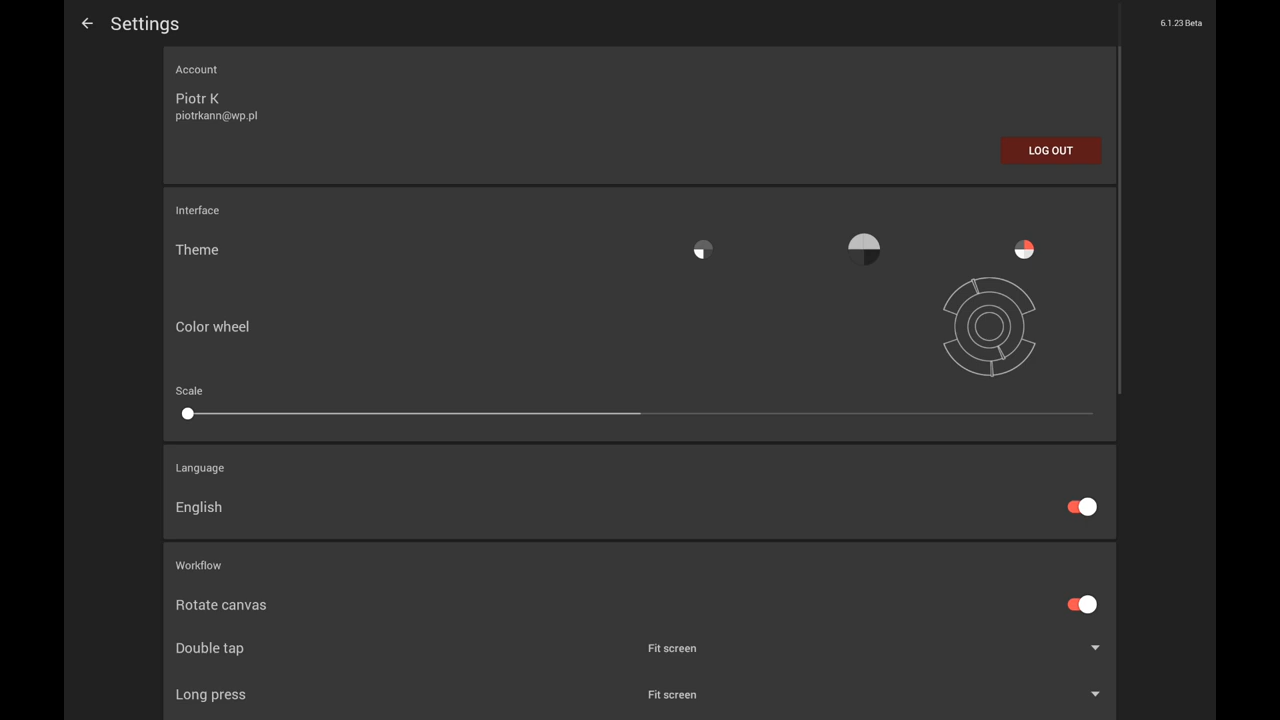 Settings
6.1.23 Beta
Account
Piotr K
piotrkann@wp.pl
LOG OUT
Interface
Theme
Color wheel
Scale
Language
English
Workflow
Rotate canvas
Double tap
Fit screen
Long press
Fit screen